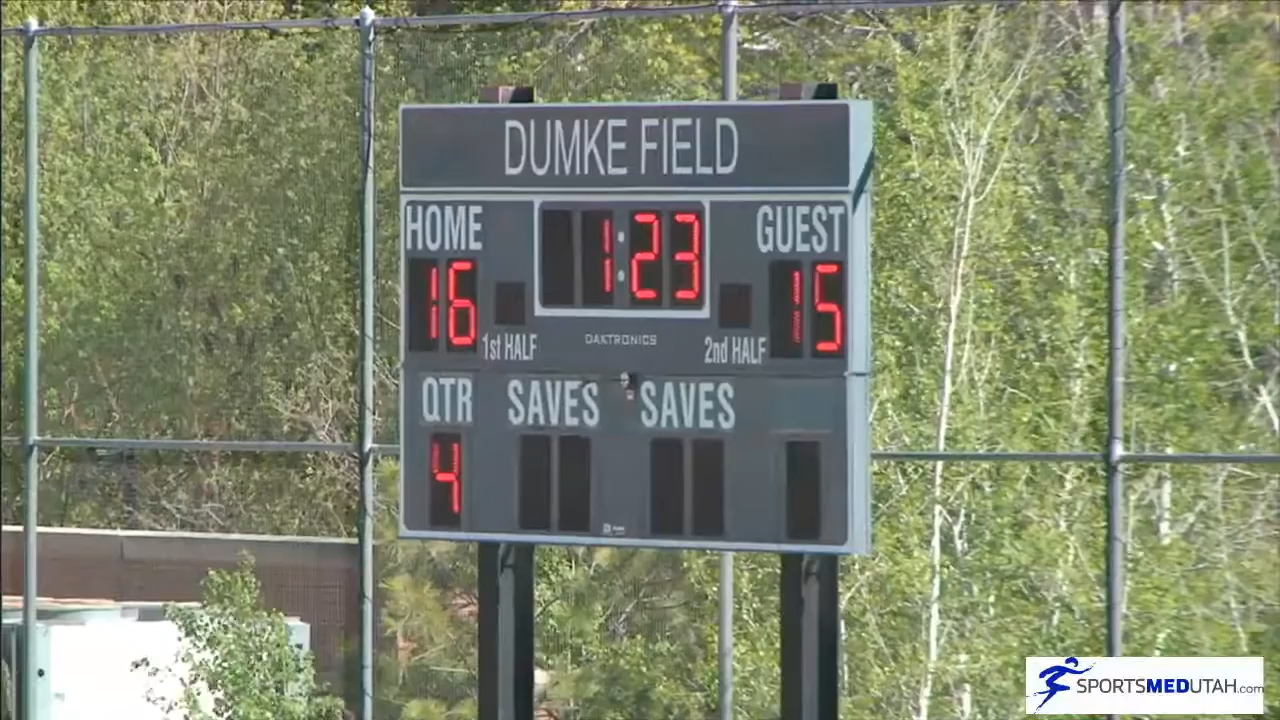 DUMKE FIELD
HOME 1:23 GUEST
16 15
1st HALF DAKTRONICS 2nd HALF
QTR SAVES SAVES
4
SPORTSMEDUTAH.com